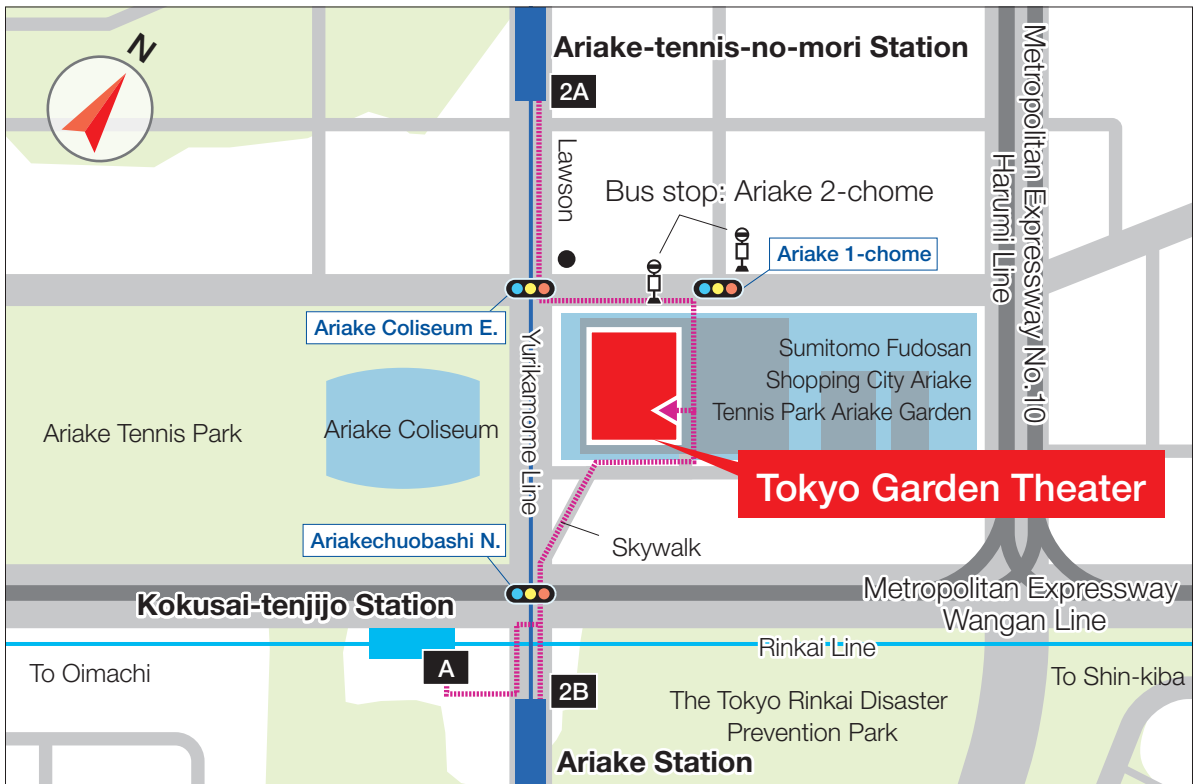 N
Ariake-tennis-no-mori Station
2A
Metropolitan Expressway No. 10
Harumi Line
Lawson
Bus stop: Ariake 2-chome
Ariake 1-chome
Ariake Coliseum E.
Yurikamome Line
Sumitomo Fudosan
Shopping City Ariake
Tennis Park Ariake Garden
Ariake Tennis Park
Ariake Coliseum
Tokyo Garden Theater
Ariakechuobashi N.
Skywalk
Kokusai-tenjijo Station
Metropolitan Expressway
Wangan Line
Rinkai Line
To Oimachi
A
To Shin-kiba
2B
The Tokyo Rinkai Disaster
Prevention Park
Ariake Station